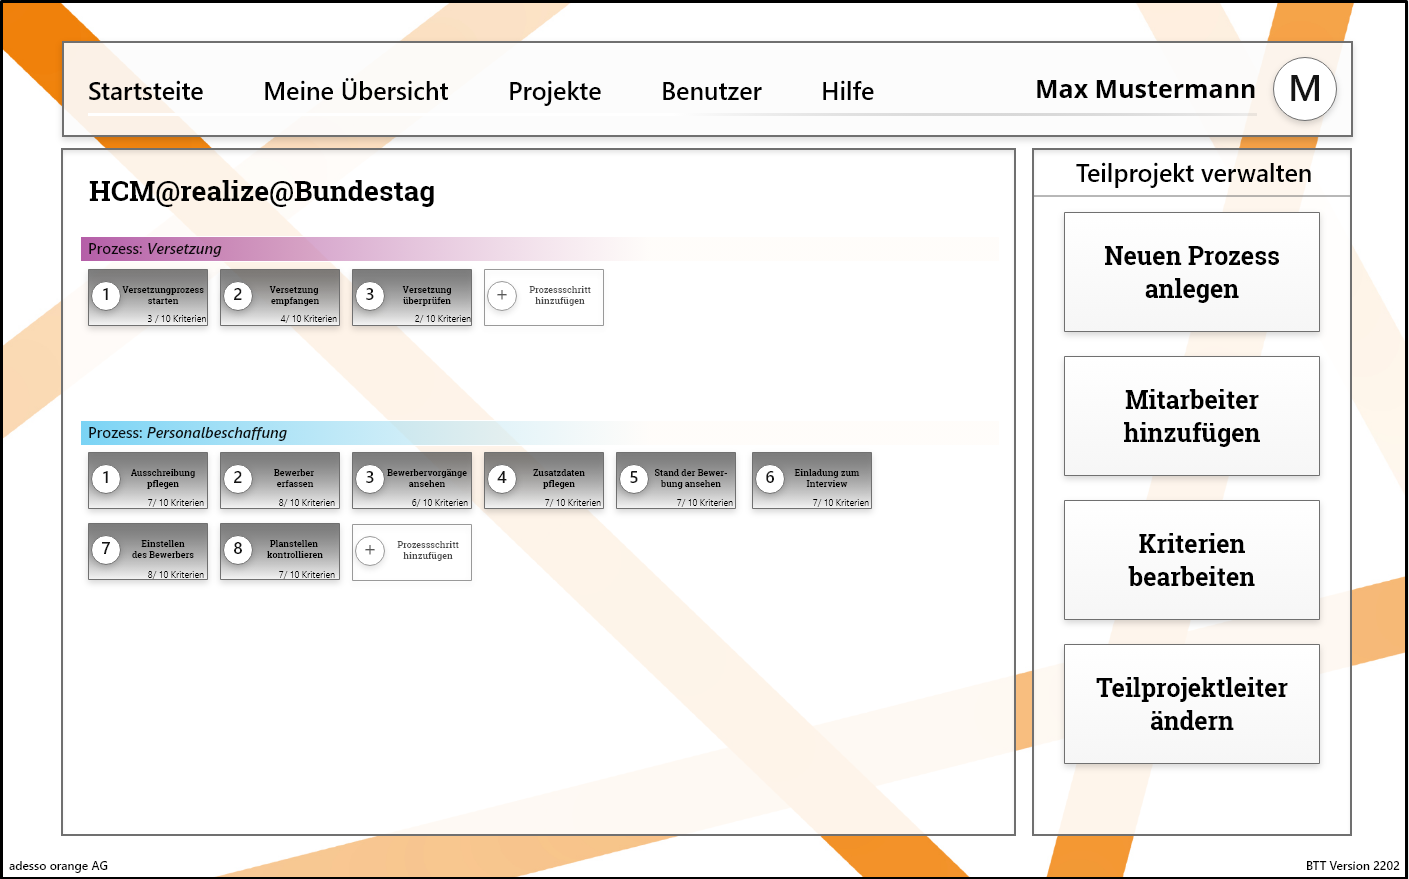 Startsteite Meine Übersicht Projekte Benutzer Hilfe Max Mustermann M
HCM@realize@Bundestag
Prozess: Versetzung
1 Versetzungprozess
starten
3 / 10 Kriterien
2 Versetzung
empfangen
4/ 10 Kriterien
3 Versetzung
überprüfen
2/ 10 Kriterien
+ Prozessschritt
hinzufügen
Prozess: Personalbeschaffung
1 Ausschreibung
pflegen
7/ 10 Kriterien
2 Bewerber
erfassen
8/ 10 Kriterien
3 Bewerbervorgänge
ansehen
6/ 10 Kriterien
4 Zusatzdaten
pflegen
7/ 10 Kriterien
5 Stand der Bewer-
bung ansehen
7/ 10 Kriterien
6 Einladung zum
Interview
7/ 10 Kriterien
7 Einstellen
des Bewerbers
8/ 10 Kriterien
8 Planstellen
kontrollieren
7/ 10 Kriterien
+ Prozessschritt
hinzufügen
Teilprojekt verwalten
Neuen Prozess
anlegen
Mitarbeiter
hinzufügen
Kriterien
bearbeiten
Teilprojektleiter
ändern
adesso orange AG
BTT Version 2202